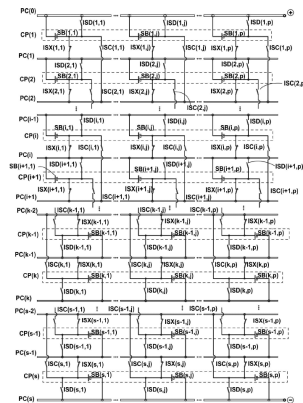 PC(0)
ISD(1,1) ISD(1,j) ISD(1,p)
CP(1) SB(1,1) SB(1,j) SB(1,p)
ISX(1,1) ISC(1,1) ISX(1,j) ISC(1,j) ISX(1,p) ISC(1,p)
PC(1)
ISD(2,1) ISD(2,j) ISD(2,p)
CP(2) SB(2,1) SB(2,j) SB(2,p)
ISX(2,1) ISC(2,1) ISX(2,j) ISX(2,p) ISC(2,p)
PC(2)
ISC(2,j)
PC(i-1)
ISD(i,1) ISD(i,j) ISD(i,p)
CP(i) SB(i,1) SB(i,j) SB(i,p)
ISX(i,1) ISC(i,1) ISX(i,j) ISC(i,j) ISX(i,p) ISC(i,p)
PC(i)
SB(i+1,1) ISD(i+1,1) SB(i+1,j) ISD(i+1,j) SB(i+1,p) ISD(i+1,p)
CP(i+1)
ISX(i+1,1) ISX(i+1,j) ISX(i+1,p)
PC(i+1)
ISC(k-1,1) ISC(k-1,j) ISC(k-1,p)
PC(k-2)
ISX(k-1,1) ISX(k-1,j) ISX(k-1,p)
CP(k-1) SB(k-1,1) SB(k-1,j) SB(k-1,p)
ISD(k-1,1) ISD(k-1,j) ISD(k-1,p)
PC(k-1)
ISC(k,1) ISX(k,1) ISC(k,j) ISX(k,j) ISC(k,p) ISX(k,p)
CP(k) SB(k,1) SB(k,j) SB(k,p)
ISD(k,1) ISD(k,j) ISD(k,p)
PC(k)
ISC(s-1,1) ISC(s-1,j) ISC(s-1,p)
PC(s-2)
ISX(s-1,1) ISX(s-1,j) ISX(s-1,p)
CP(s-1) SB(s-1,1) SB(s-1,j) SB(s-1,p)
ISD(s-1,1) ISD(s-1,j) ISD(s-1,p)
PC(s-1)
ISC(s,1) ISX(s,1) ISC(s,j) ISX(s,j) ISC(s,p) ISX(s,p)
CP(s) SB(s,1) SB(s,j) SB(s,p)
ISD(s,1) ISD(s,j) ISD(s,p)
PC(s)